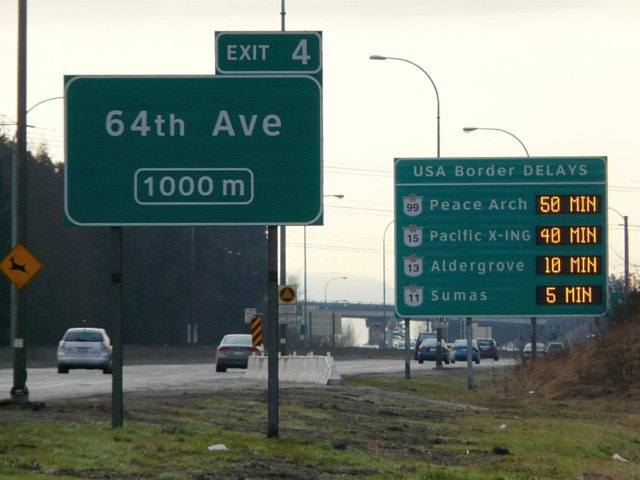 EXIT 4
64th Ave
1000 m
USA Border DELAYS
99 Peace Arch 50 MIN
15 Pacific X-ING 40 MIN
13 Aldergrove 10 MIN
11 Sumas 5 MIN
90